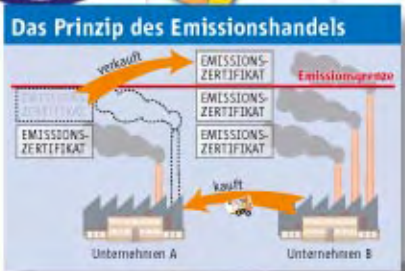 Das Prinzip des Emissionshandels
verkauft
EMISSIONS-
ZERTIFIKAT
Emissionsgrenze
EMISSIONS-
ZERTIFIKAT
EMISSIONS-
ZERTIFIKAT
EMISSIONS-
ZERTIFIKAT
EMISSIONS-
ZERTIFIKAT
kauft
Unternehmen A
Unternehmen B